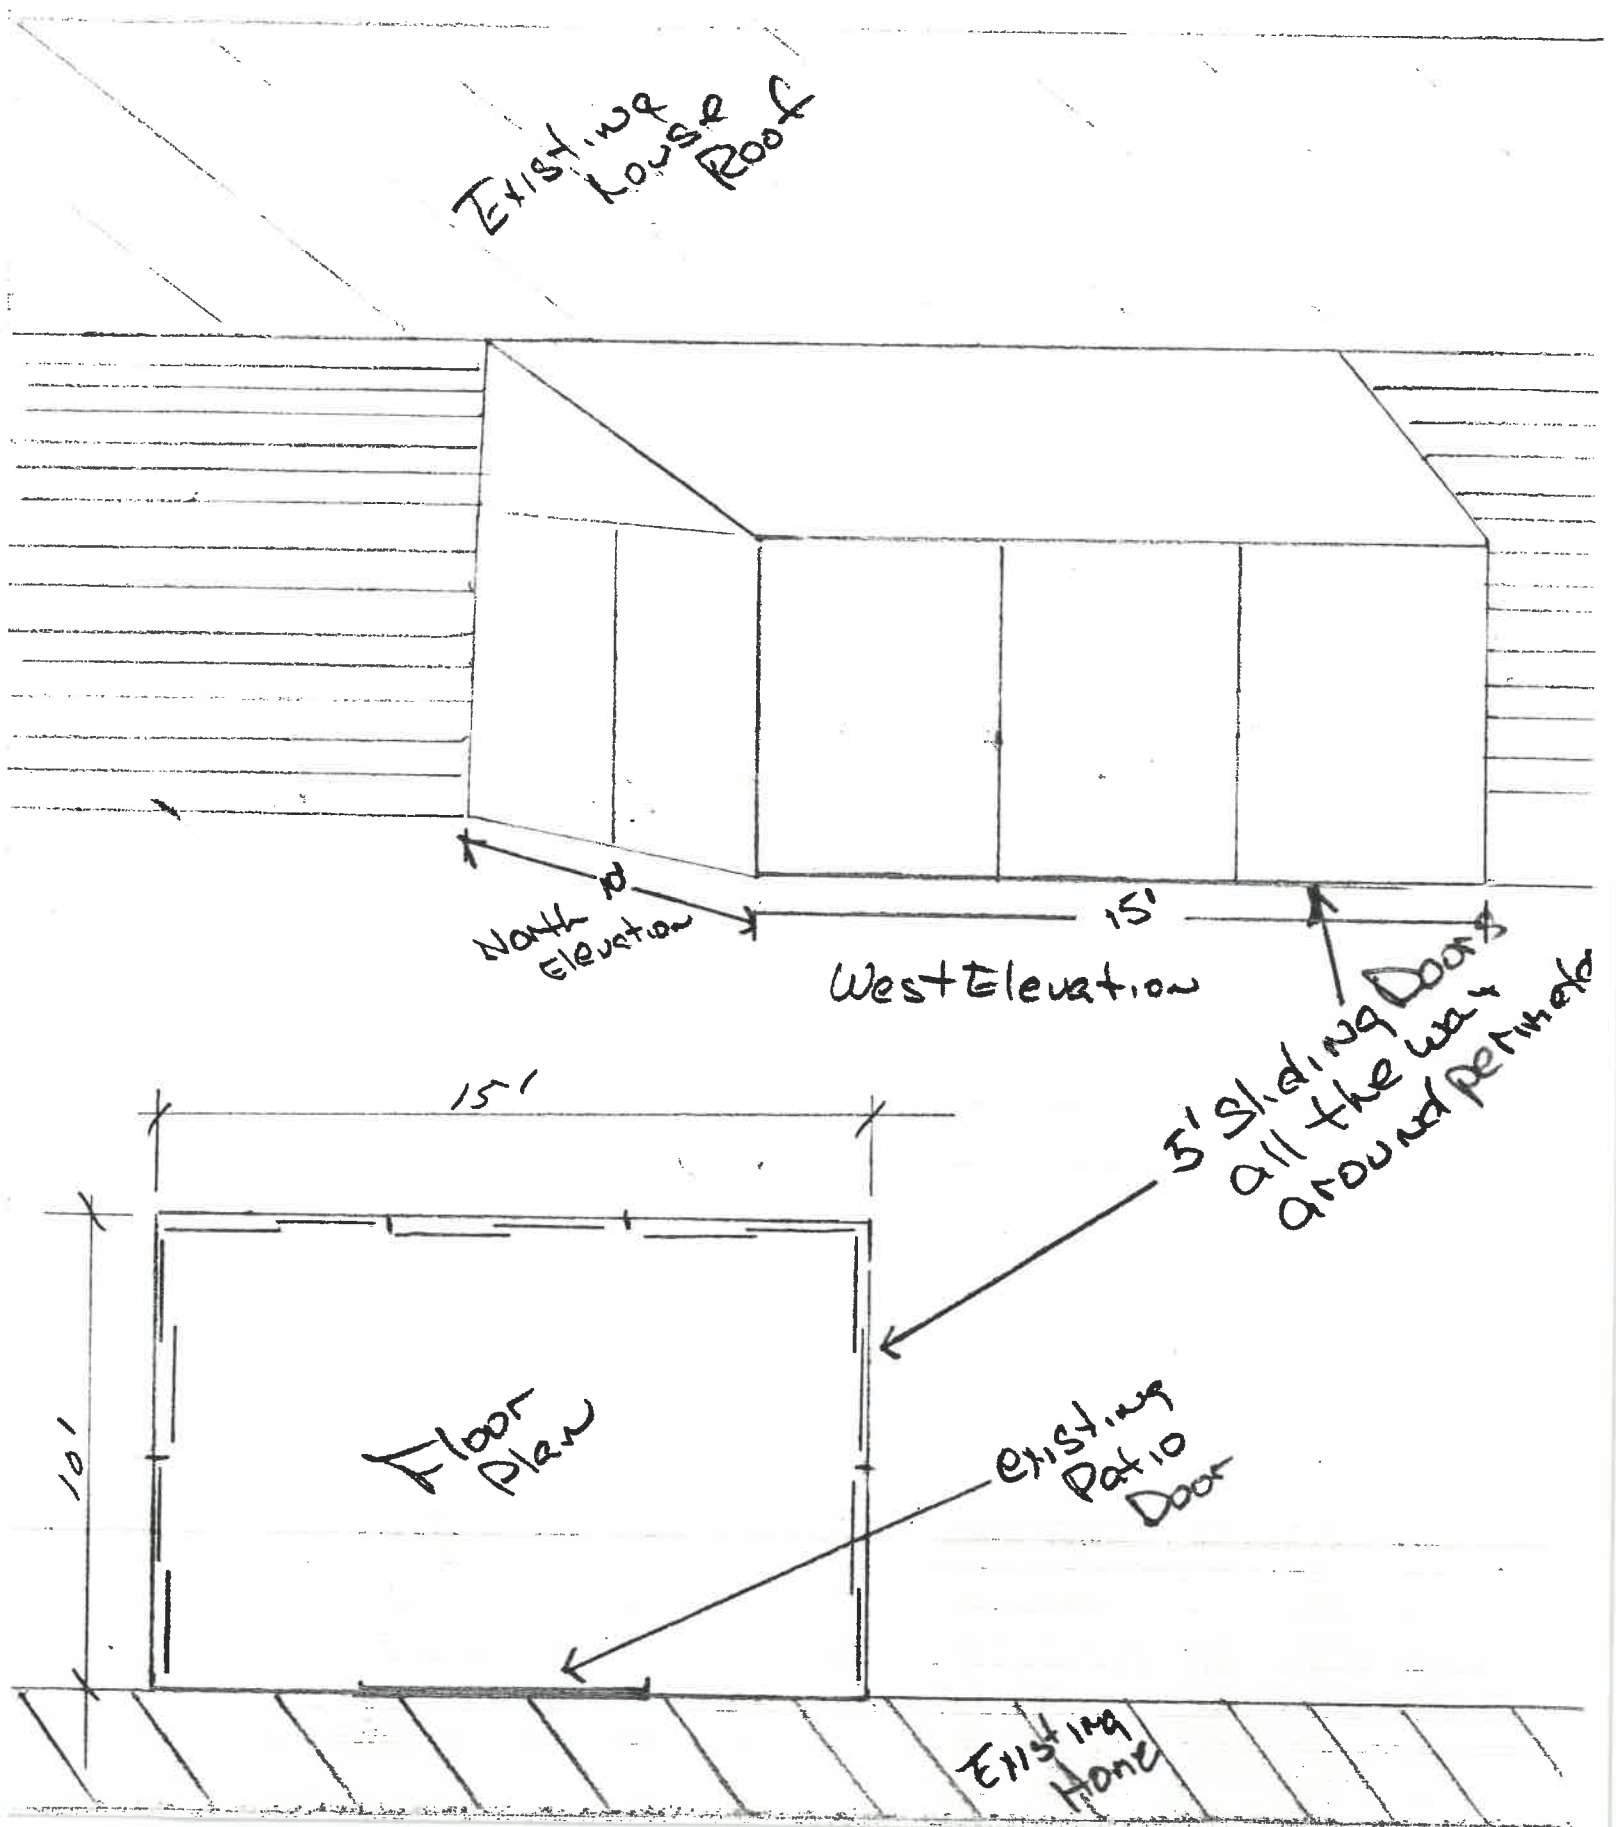 Existing
house
Roof
10'
North
Elevation
15'
West Elevation
5' Sliding Doors
all the way
around perimeter
15'
10'
Floor
Plan
existing
Patio
Door
Existing
Home